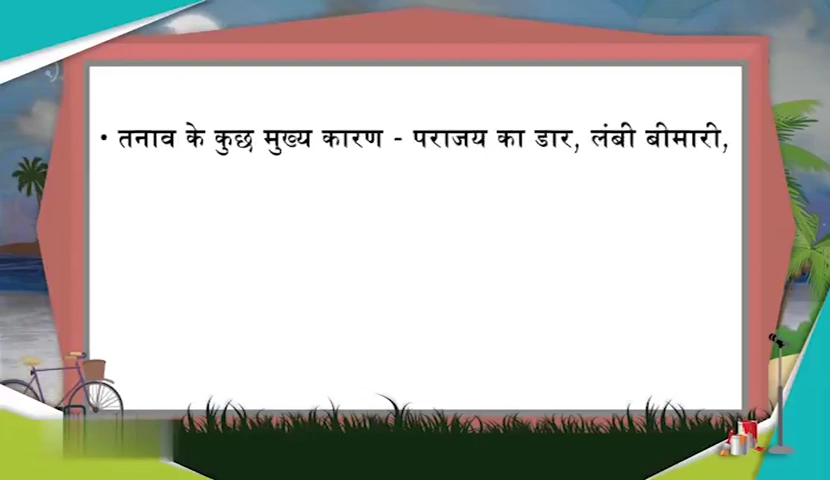 • तनाव के कुछ मुख्य कारण - पराजय का डार, लंबी बीमारी,